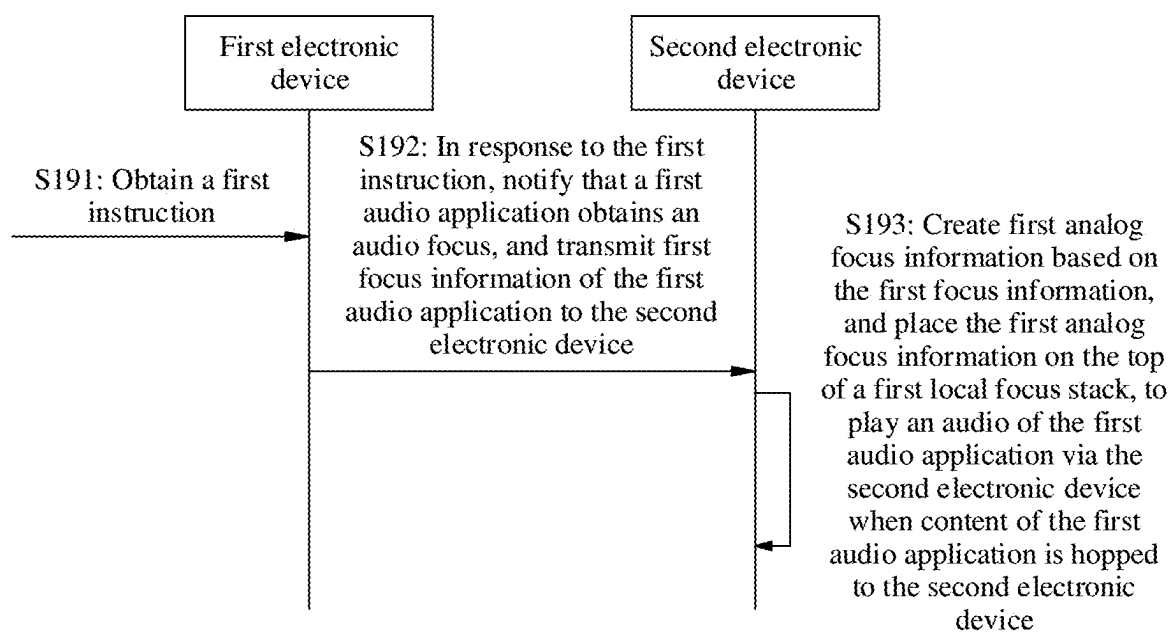 First electronic
device
Second electronic
device
S191: Obtain a first
instruction
S192: In response to the first
instruction, notify that a first
audio application obtains an
audio focus, and transmit first
focus information of the first
audio application to the second
electronic device
S193: Create first analog
focus information based on
the first focus information,
and place the first analog
focus information on the top
of a first local focus stack, to
play an audio of the first
audio application via the
second electronic device
when content of the first
audio application is hopped
to the second electronic
device